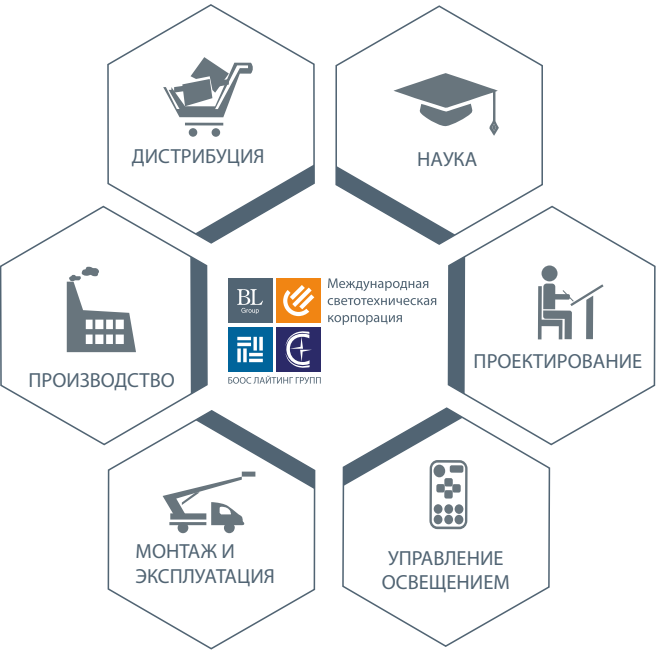 ДИСТРИБУЦИЯ
НАУКА
BL
Group
Международная
светотехническая
корпорация
БООС ЛАЙТИНГ ГРУПП
ПРОИЗВОДСТВО
ПРОЕКТИРОВАНИЕ
МОНТАЖ И
ЭКСПЛУАТАЦИЯ
УПРАВЛЕНИЕ
ОСВЕЩЕНИЕМ